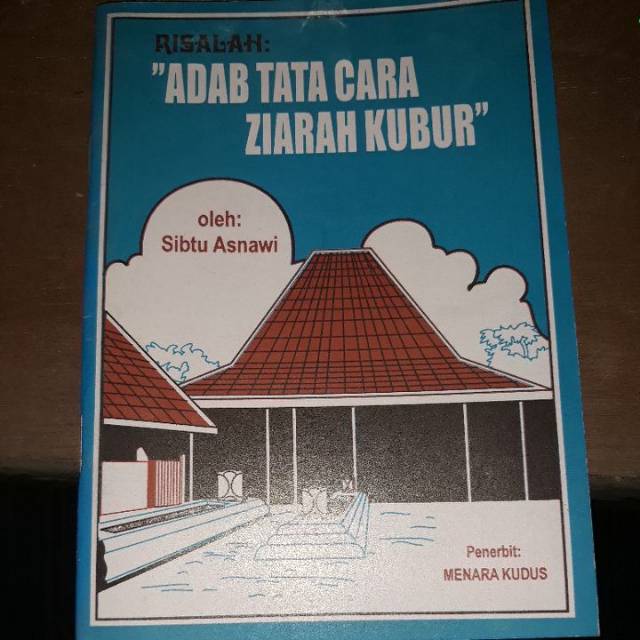 RISALAH:
"ADAB TATA CARA
ZIARAH KUBUR"
oleh:
Sibtu Asnawi
Penerbit:
MENARA KUDUS